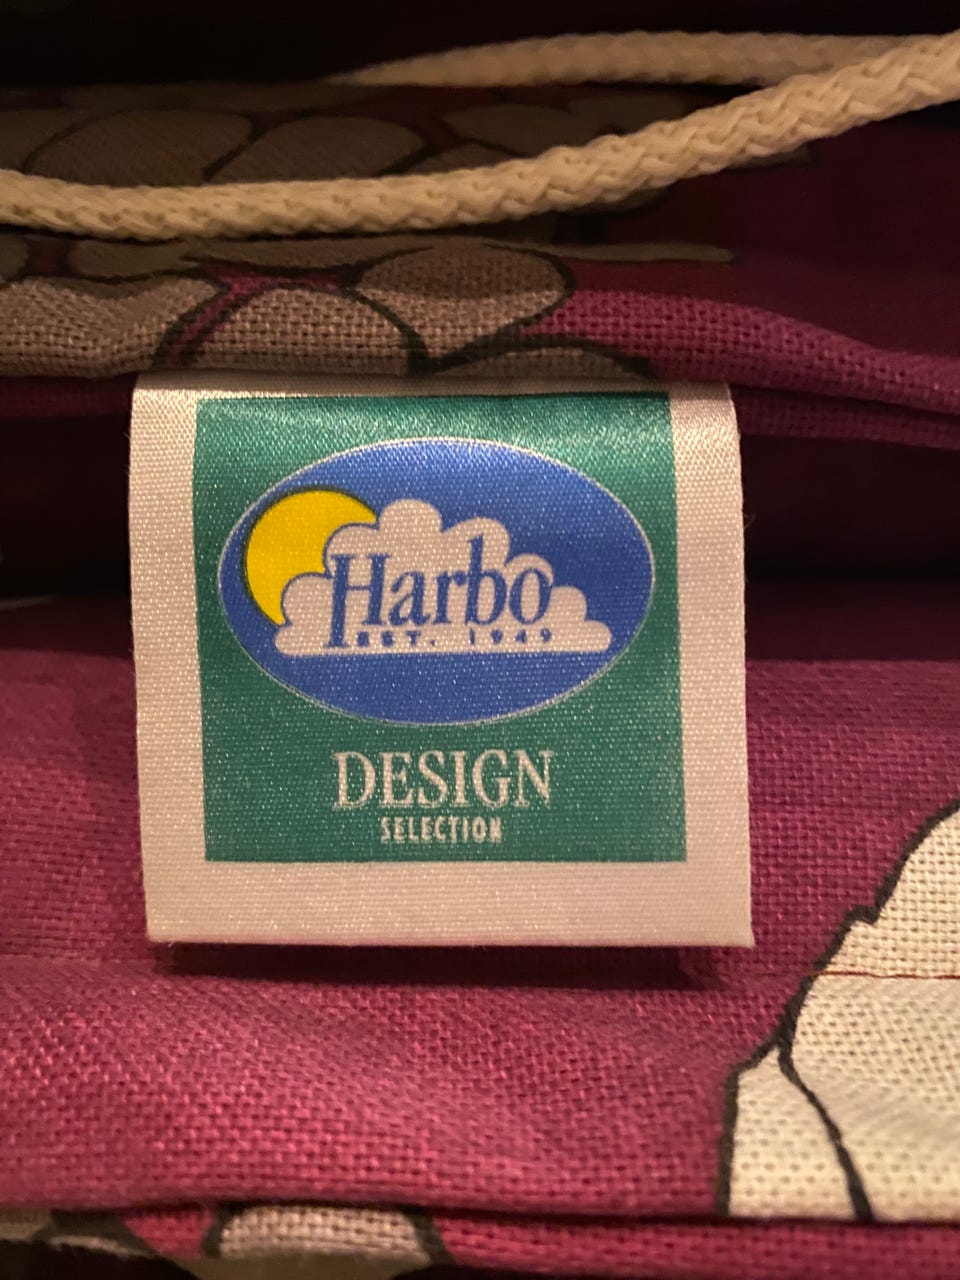 Harbo
EST. 1949
DESIGN
SELECTION